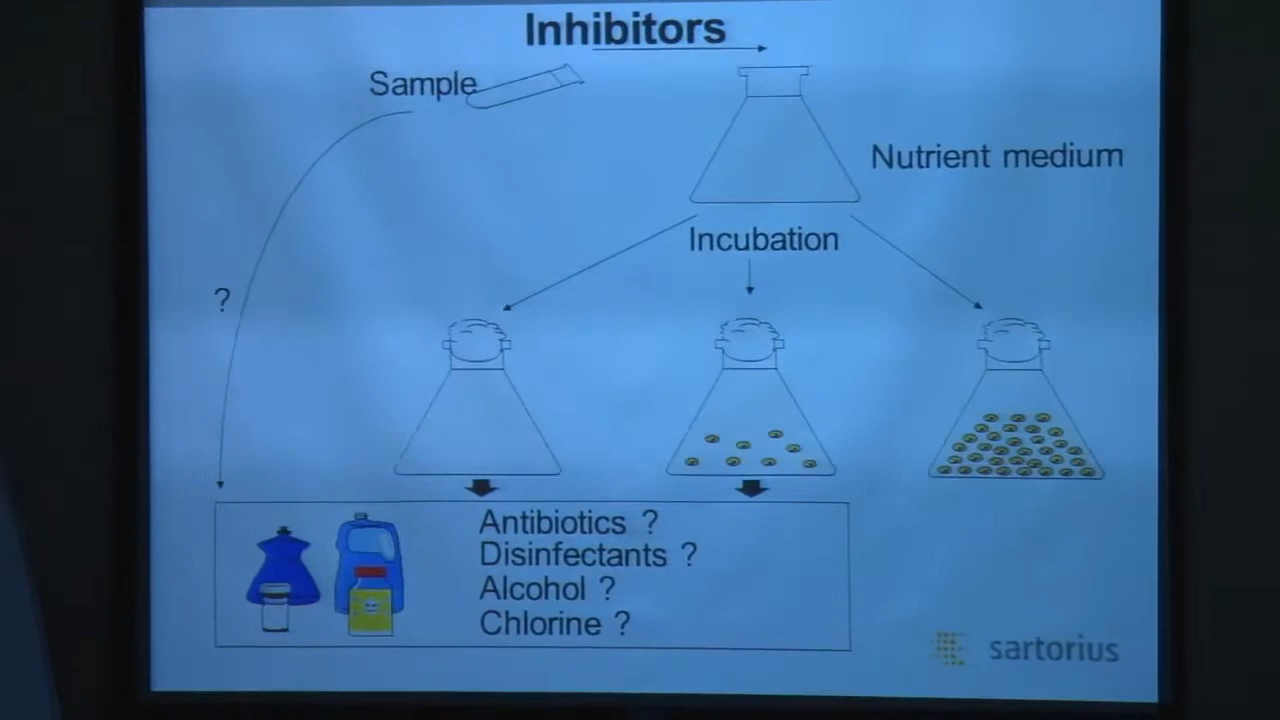 Inhibitors
Sample
Nutrient medium
Incubation
?
Antibiotics ?
Disinfectants ?
Alcohol ?
Chlorine ?
sartorius